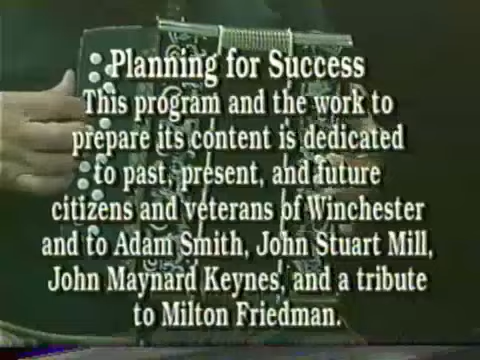 Planning for Success
This program and the work to
prepare its content is dedicated
to past, present, and future
citizens and veterans of Winchester
and to Adam Smith, John Stuart Mill,
John Maynard Keynes, and a tribute
to Milton Friedman.